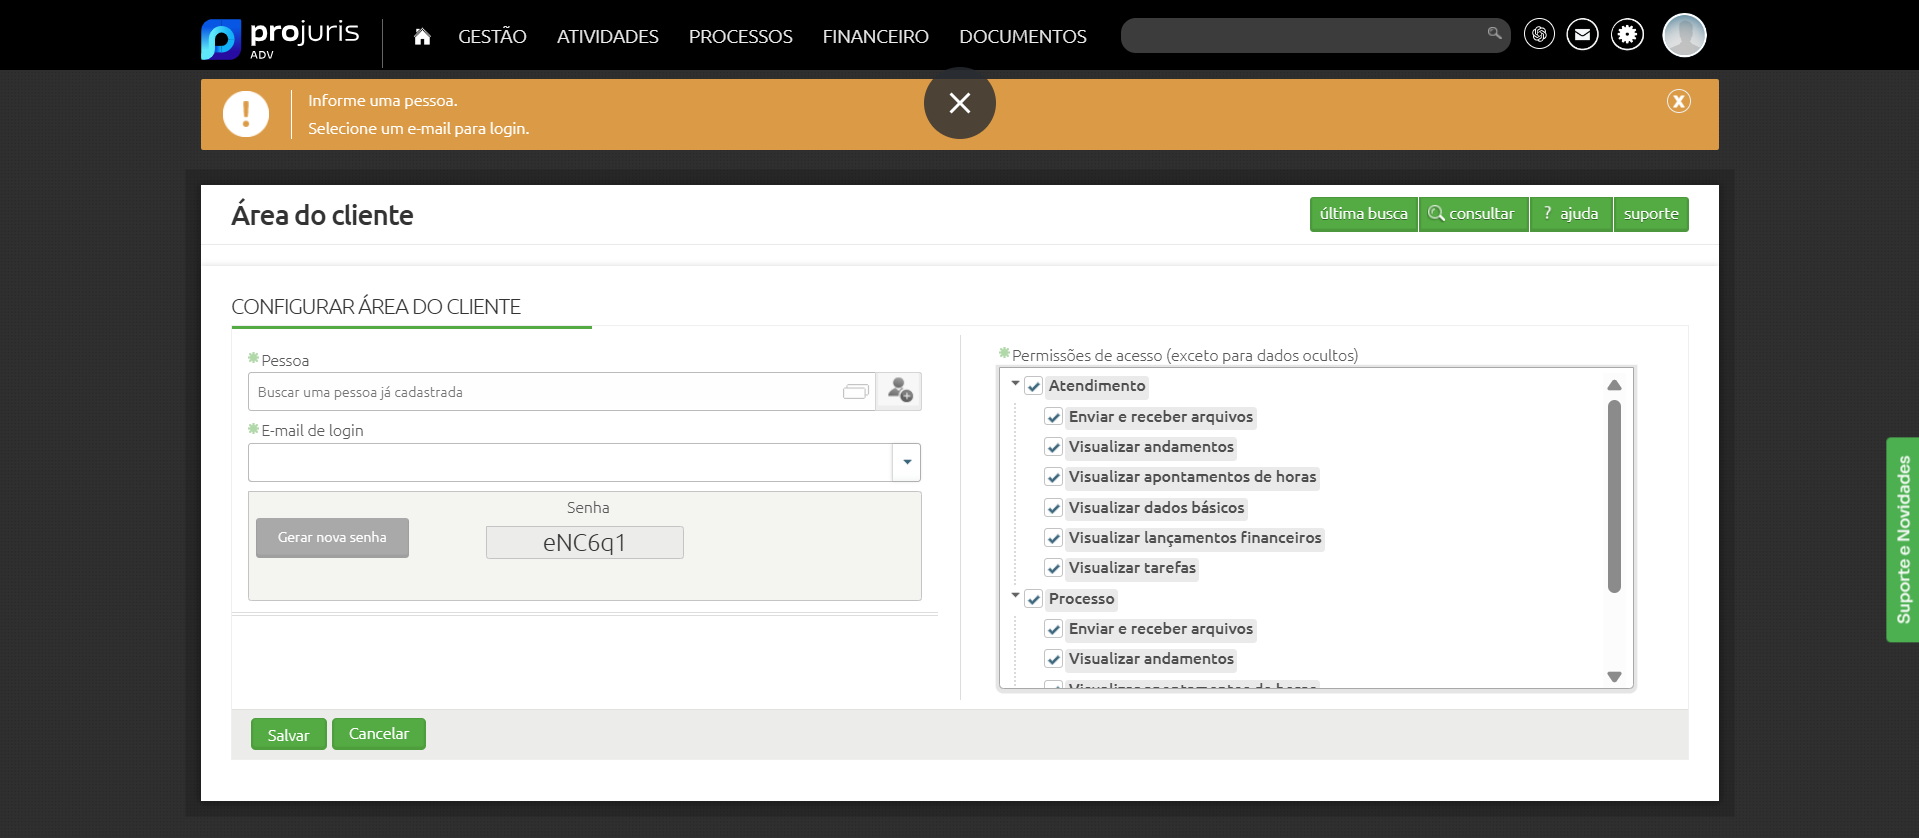 projuris
ADV
GESTÃO
ATIVIDADES
PROCESSOS
FINANCEIRO
DOCUMENTOS
Informe uma pessoa.
Selecione um e-mail para login.
Área do cliente
última busca
consultar
? ajuda
suporte
CONFIGURAR ÁREA DO CLIENTE
Pessoa
Buscar uma pessoa já cadastrada
E-mail de login
Senha
Gerar nova senha
eNC6q1
Permissões de acesso (exceto para dados ocultos)
Atendimento
Enviar e receber arquivos
Visualizar andamentos
Visualizar apontamentos de horas
Visualizar dados básicos
Visualizar lançamentos financeiros
Visualizar tarefas
Processo
Enviar e receber arquivos
Visualizar andamentos
Visualizar apontamentos de horas
Salvar
Cancelar
Suporte e Novidades